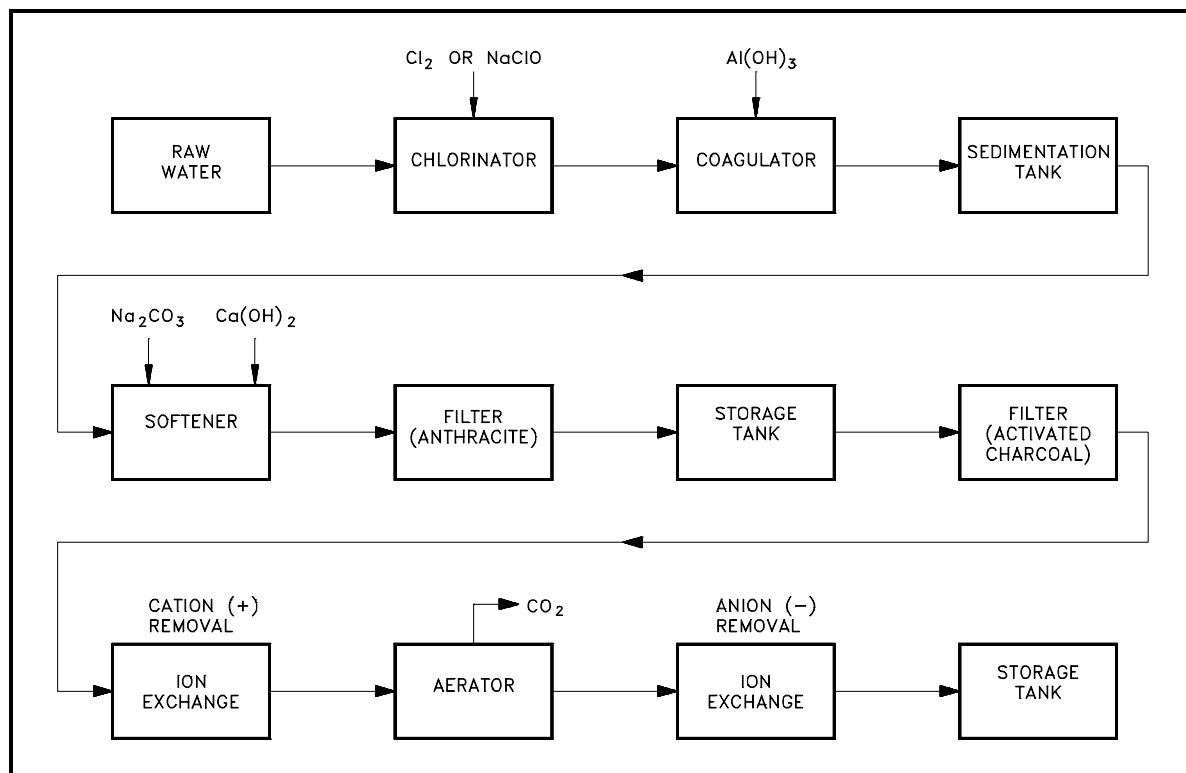 Cl₂ OR NaClO
Al(OH)₃
RAW
WATER
CHLORINATOR
COAGULATOR
SEDIMENTATION
TANK
Na₂CO₃
Ca(OH)₂
SOFTENER
FILTER
(ANTHRACITE)
STORAGE
TANK
FILTER
(ACTIVATED
CHARCOAL)
CATION (+)
REMOVAL
CO₂
ANION (−)
REMOVAL
ION
EXCHANGE
AERATOR
ION
EXCHANGE
STORAGE
TANK